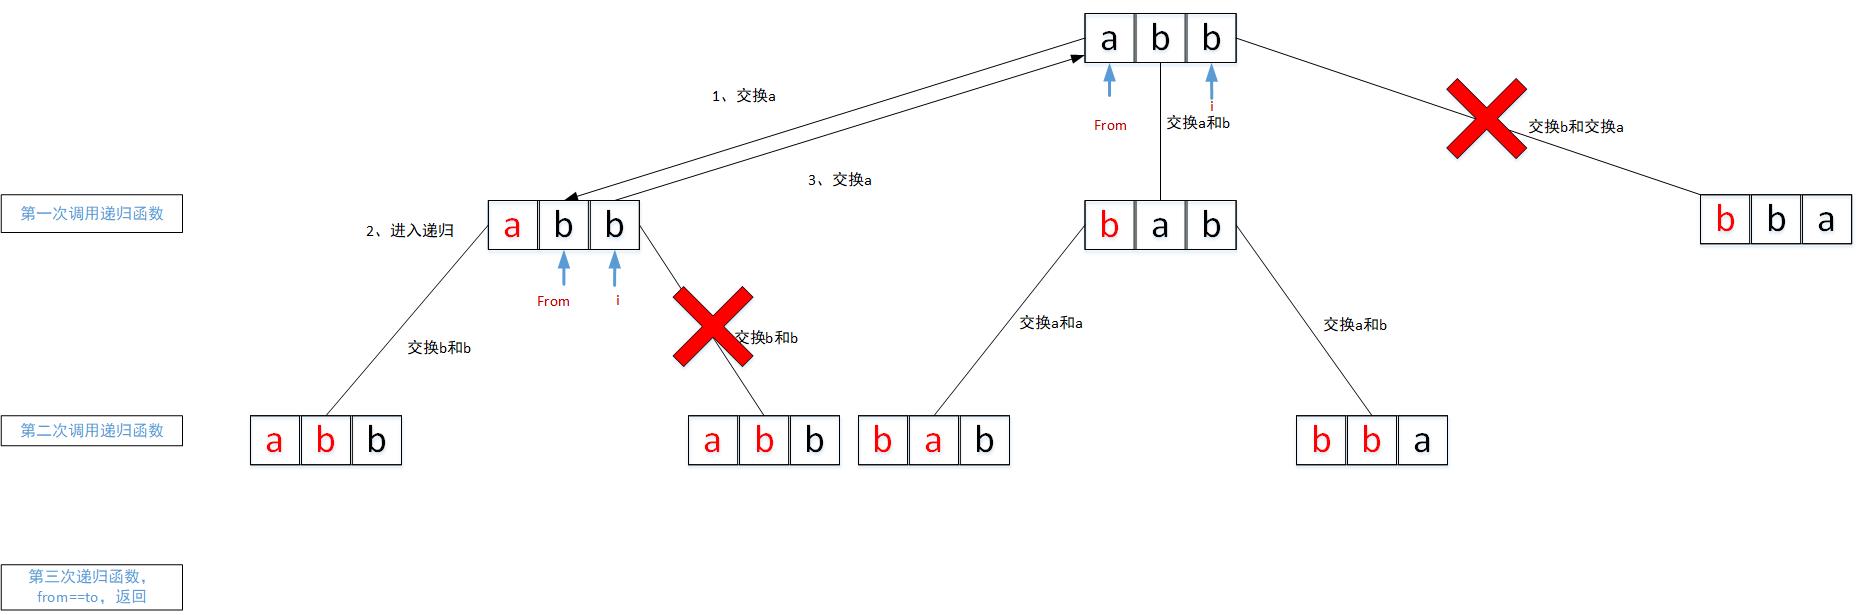 a b b
1、交换a
i
From
交换a和b
交换b和交换a
3、交换a
第一次调用递归函数
2、进入递归
a b b
b a b
b b a
From
i
交换b和b
交换b和b
交换a和a
交换a和b
第二次调用递归函数
a b b
a b b
b a b
b b a
第三次递归函数，
from==to，返回